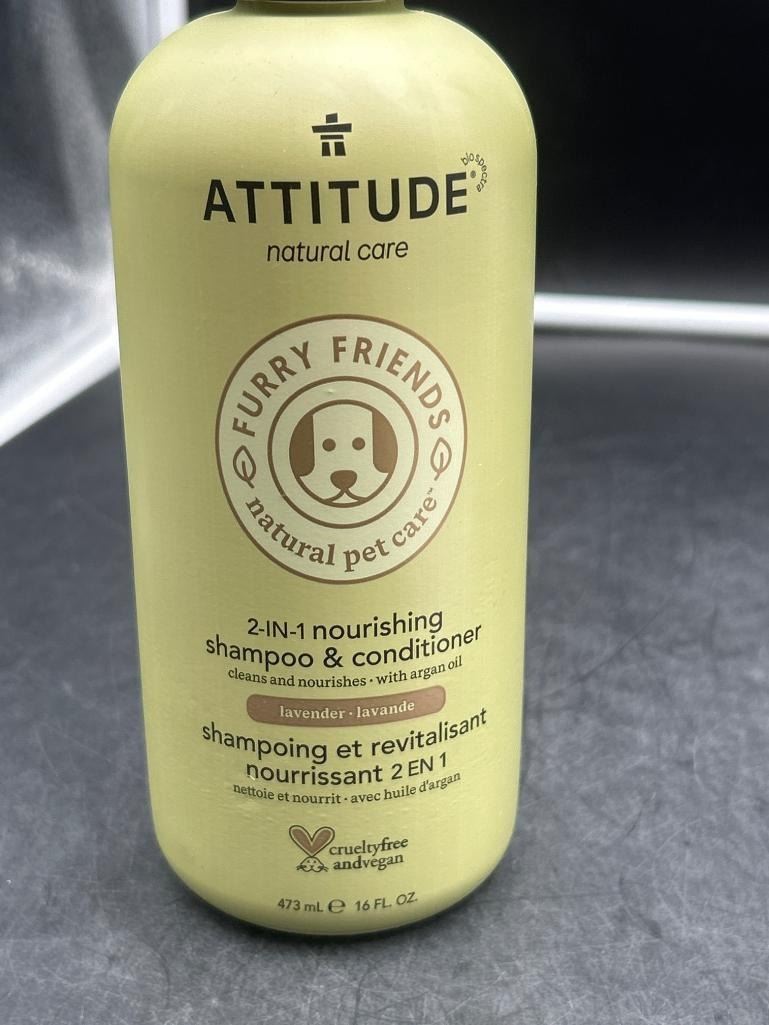 ATTITUDE®
biospectra
natural care
FURRY FRIENDS
natural pet care™
2-IN-1 nourishing
shampoo & conditioner
cleans and nourishes · with argan oil
lavender · lavande
shampoing et revitalisant
nourrissant 2 EN 1
nettoie et nourrit · avec huile d'argan
crueltyfree
andvegan
473 mL ℮ 16 FL. OZ.